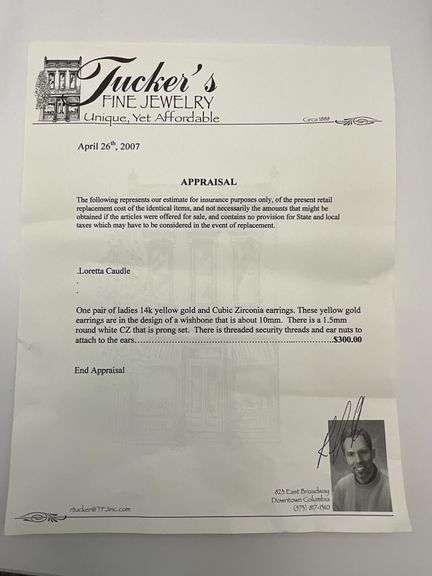 Tucker's
FINE JEWELRY
Unique, Yet Affordable
Circa 1888
April 26th, 2007
APPRAISAL
The following represents our estimate for insurance purposes only, of the present retail
replacement cost of the identical items, and not necessarily the amounts that might be
obtained if the articles were offered for sale, and contains no provision for State and local
taxes which may have to be considered in the event of replacement.
.Loretta Caudle
.
.
One pair of ladies 14k yellow gold and Cubic Zirconia earrings. These yellow gold
earrings are in the design of a wishbone that is about 10mm. There is a 1.5mm
round white CZ that is prong set. There is threaded security threads and ear nuts to
attach to the ears..............................................................$300.00
End Appraisal
823 East Broadway
Downtown Columbia
(573) 817-1310
rtucker@TFJinc.com